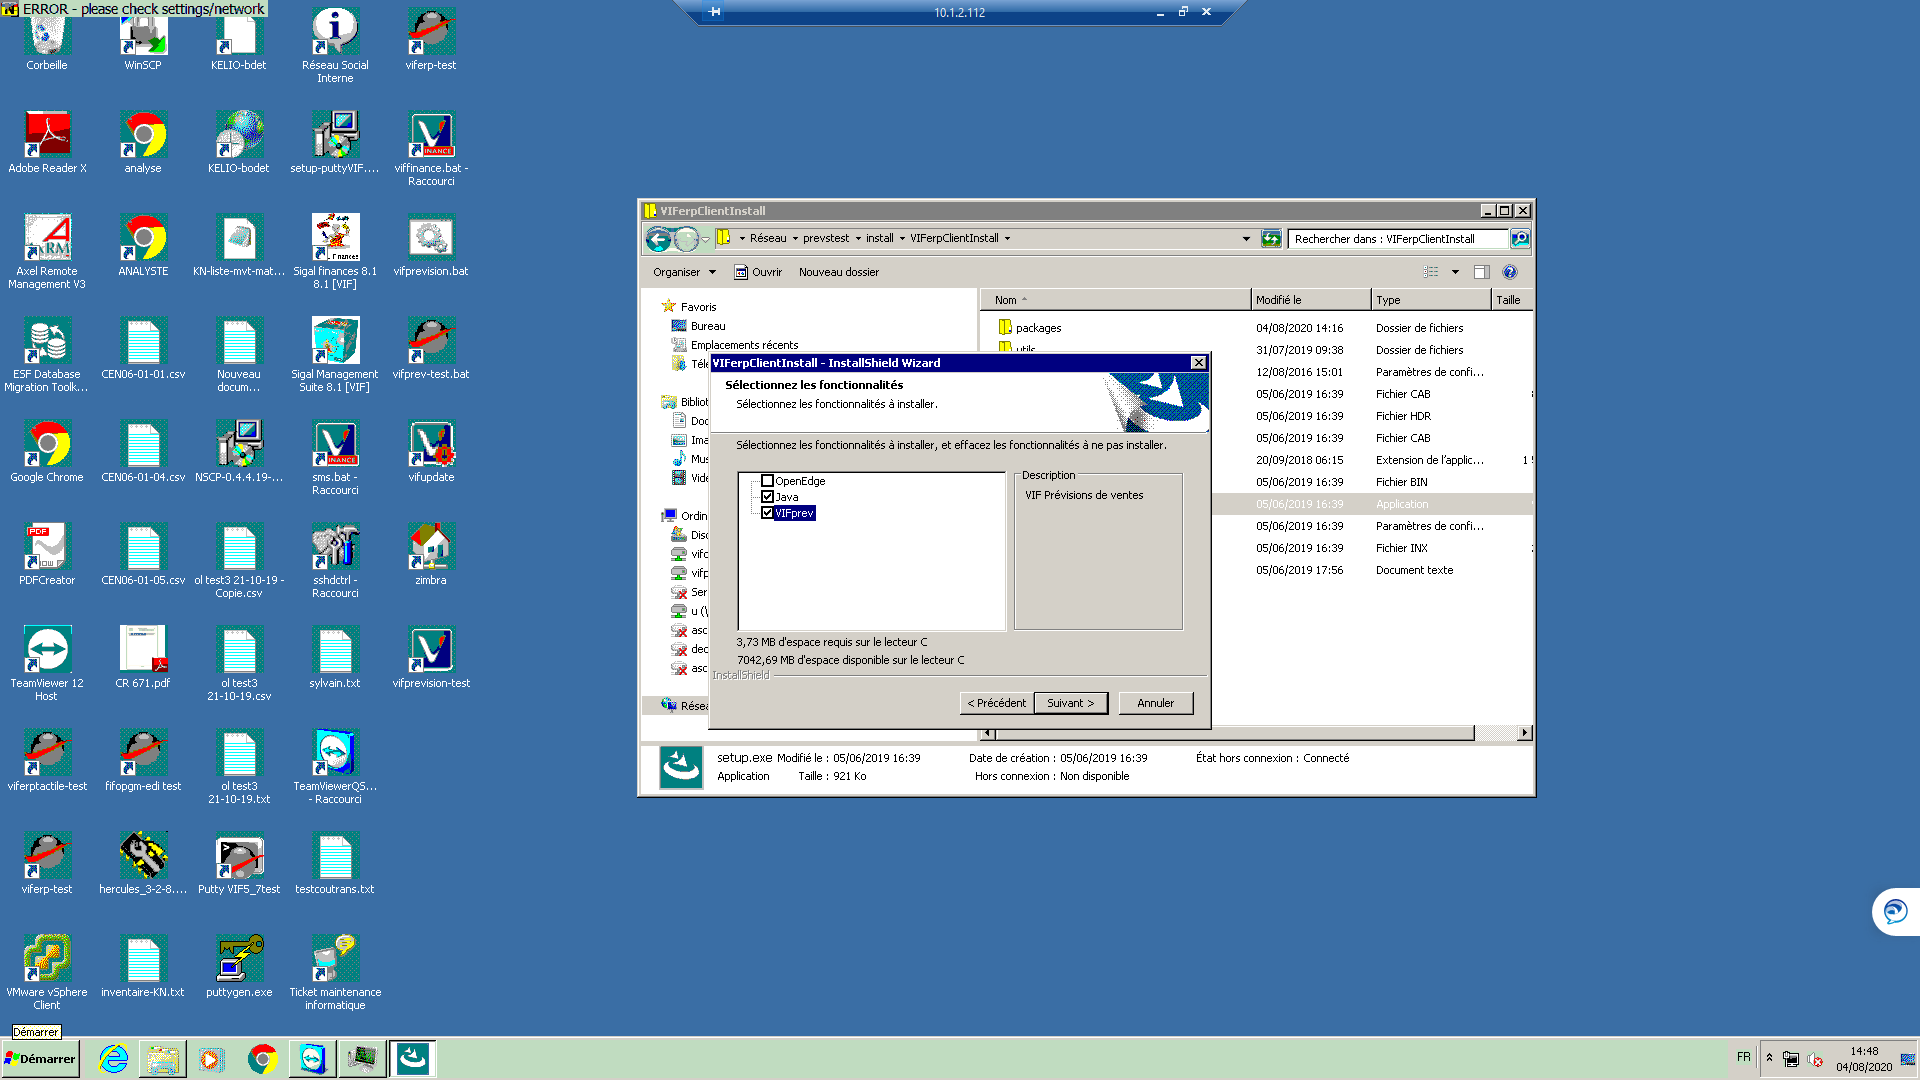 ERROR - please check settings/network
10.1.2.112
Corbeille
WinSCP
KELIO-bdet
Réseau Social
Interne
viferp-test
Adobe Reader X
analyse
KELIO-bodet
setup-puttyVIF....
viffinance.bat -
Raccourci
Axel Remote
Management V3
ANALYSTE
KN-liste-mvt-mat...
Sigal finances 8.1
8.1 [VIF]
vifprevision.bat
ESF Database
Migration Toolk...
CEN06-01-01.csv
Nouveau
docum...
Sigal Management
Suite 8.1 [VIF]
vifprev-test.bat
Google Chrome
CEN06-01-04.csv
NSCP-0.4.4.19-...
sms.bat -
Raccourci
vifupdate
PDFCreator
CEN06-01-05.csv
ol test3 21-10-19 -
Copie.csv
sshdctrl -
Raccourci
zimbra
TeamViewer 12
Host
CR 671.pdf
ol test3
21-10-19.csv
sylvain.txt
vifprevision-test
viferptactile-test
fifopgm-edi test
ol test3
21-10-19.txt
TeamViewerQS...
- Raccourci
viferp-test
hercules_3-2-8....
Putty VIF5_7test
testcoutrans.txt
VMware vSphere
Client
inventaire-KN.txt
puttygen.exe
Ticket maintenance
informatique
VIFerpClientInstall
Réseau
prevstest
install
VIFerpClientInstall
Rechercher dans : VIFerpClientInstall
Organiser
Ouvrir
Nouveau dossier
Favoris
Bureau
Emplacements récents
Télé
Bibliot
Doc
Ima
Mus
Vidé
Ordin
Disc
vifc
vifp
Ser
u (\
asc
dec
asc
Résea
Nom
Modifié le
Type
Taille
packages
04/08/2020 14:16
Dossier de fichiers
utils
31/07/2019 09:38
Dossier de fichiers
12/08/2016 15:01
Paramètres de confi...
05/06/2019 16:39
Fichier CAB
05/06/2019 16:39
Fichier HDR
05/06/2019 16:39
Fichier CAB
20/09/2018 06:15
Extension de l'applic...
05/06/2019 16:39
Fichier BIN
05/06/2019 16:39
Application
05/06/2019 16:39
Paramètres de confi...
05/06/2019 16:39
Fichier INX
05/06/2019 17:56
Document texte
VIFerpClientInstall - InstallShield Wizard
Sélectionnez les fonctionnalités
Sélectionnez les fonctionnalités à installer.
Sélectionnez les fonctionnalités à installer, et effacez les fonctionnalités à ne pas installer.
OpenEdge
Java
VIFprev
Description
VIF Prévisions de ventes
3,73 MB d'espace requis sur le lecteur C
7042,69 MB d'espace disponible sur le lecteur C
InstallShield
< Précédent
Suivant >
Annuler
setup.exe Modifié le : 05/06/2019 16:39
Date de création : 05/06/2019 16:39
État hors connexion : Connecté
Application
Taille : 921 Ko
Hors connexion : Non disponible
Démarrer
Démarrer
FR
14:48
04/08/2020